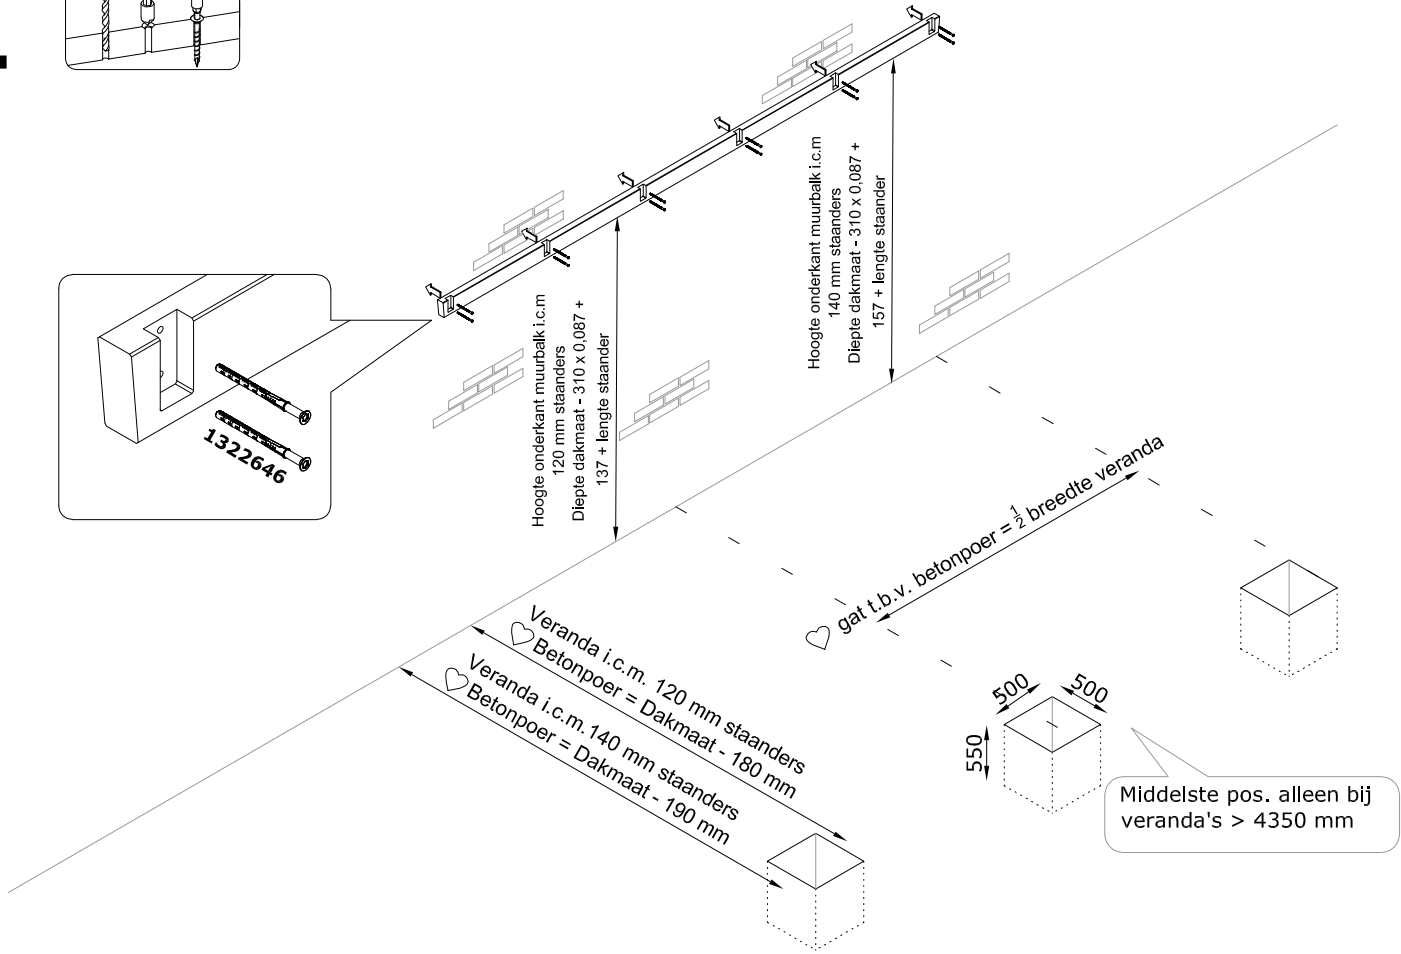 1322646
Hoogte onderkant muurbalk i.c.m
120 mm staanders
Diepte dakmaat - 310 x 0,087 +
137 + lengte staander
Hoogte onderkant muurbalk i.c.m
140 mm staanders
Diepte dakmaat - 310 x 0,087 +
157 + lengte staander
gat t.b.v. betonpoer = 1/2 breedte veranda
Veranda i.c.m. 120 mm staanders
Betonpoer = Dakmaat - 180 mm
Veranda i.c.m. 140 mm staanders
Betonpoer = Dakmaat - 190 mm
500
500
550
Middelste pos. alleen bij
veranda's > 4350 mm